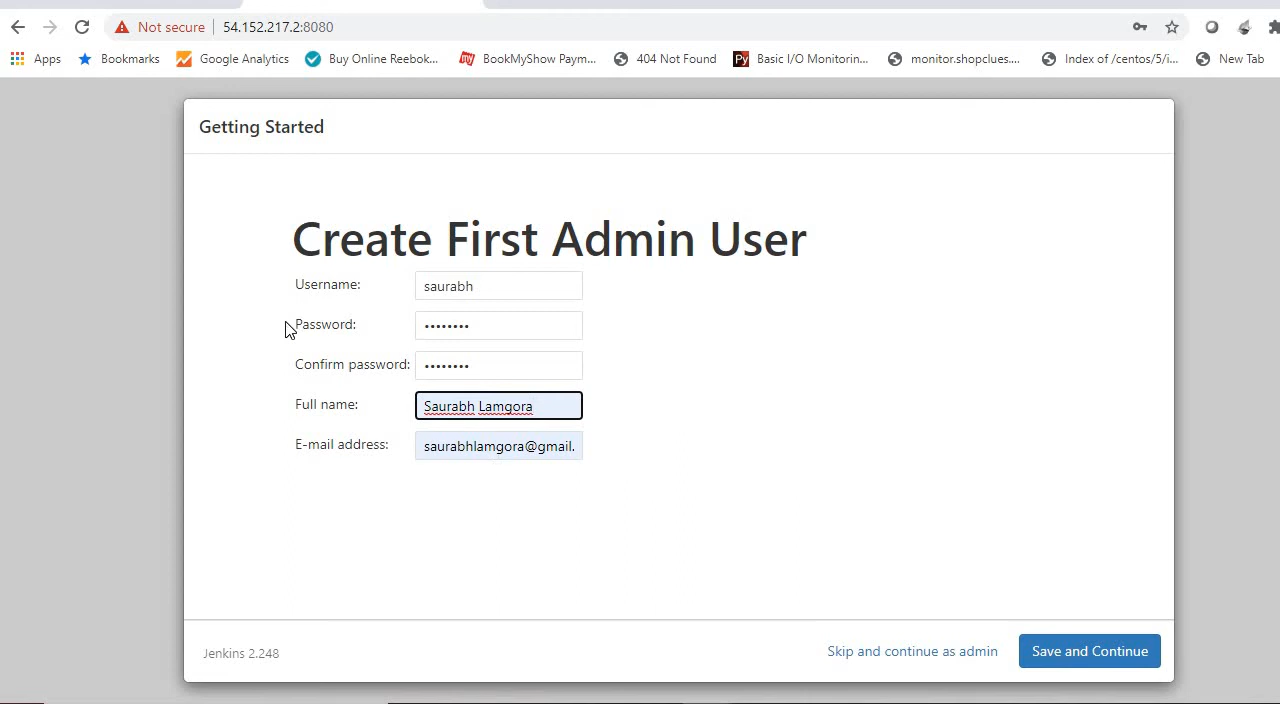 Not secure 54.152.217.2:8080
Apps Bookmarks Google Analytics Buy Online Reebok... BookMyShow Paym... 404 Not Found Py Basic I/O Monitorin... monitor.shopclues.... Index of /centos/5/i... New Tab
Getting Started
Create First Admin User
Username: saurabh
Password: ••••••••
Confirm password: ••••••••
Full name: Saurabh Lamgora
E-mail address: saurabhlamgora@gmail.
Jenkins 2.248 Skip and continue as admin Save and Continue